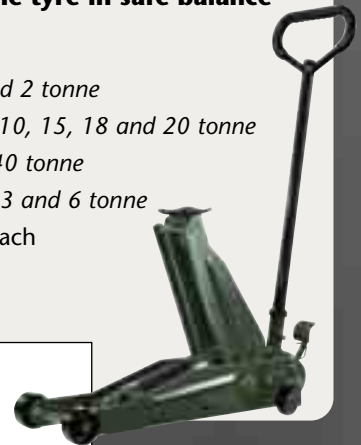 tyre in safe balance
d 2 tonne
10, 15, 18 and 20 tonne
40 tonne
3 and 6 tonne
ach